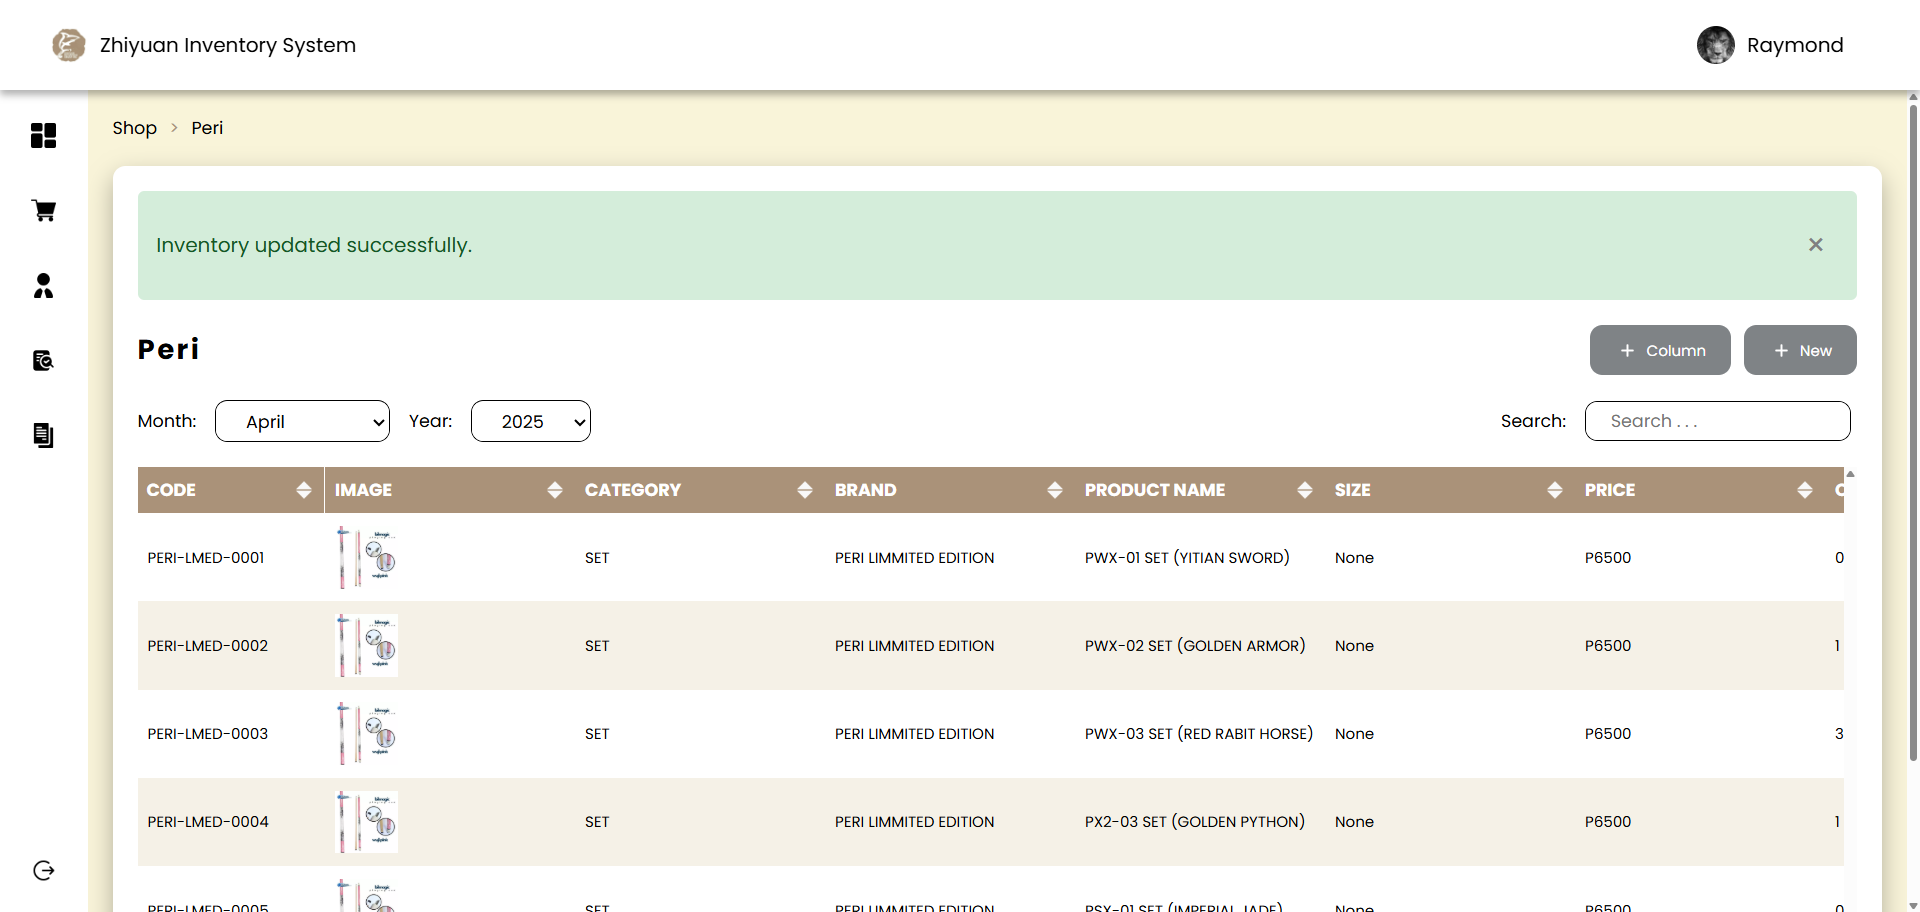 Zhiyuan Inventory System
Raymond
Shop > Peri
Inventory updated successfully. ×
Peri
+ Column
+ New
Month: April Year: 2025 Search: Search . . .
CODE IMAGE CATEGORY BRAND PRODUCT NAME SIZE PRICE
PERI-LMED-0001 SET PERI LIMMITED EDITION PWX-01 SET (YITIAN SWORD) None P6500 0
PERI-LMED-0002 SET PERI LIMMITED EDITION PWX-02 SET (GOLDEN ARMOR) None P6500 1
PERI-LMED-0003 SET PERI LIMMITED EDITION PWX-03 SET (RED RABIT HORSE) None P6500 3
PERI-LMED-0004 SET PERI LIMMITED EDITION PX2-03 SET (GOLDEN PYTHON) None P6500 1
PERI-LMED-0005 SET PERI LIMMITED EDITION PSX-01 SET (IMPERIAL JADE) None P6500 0